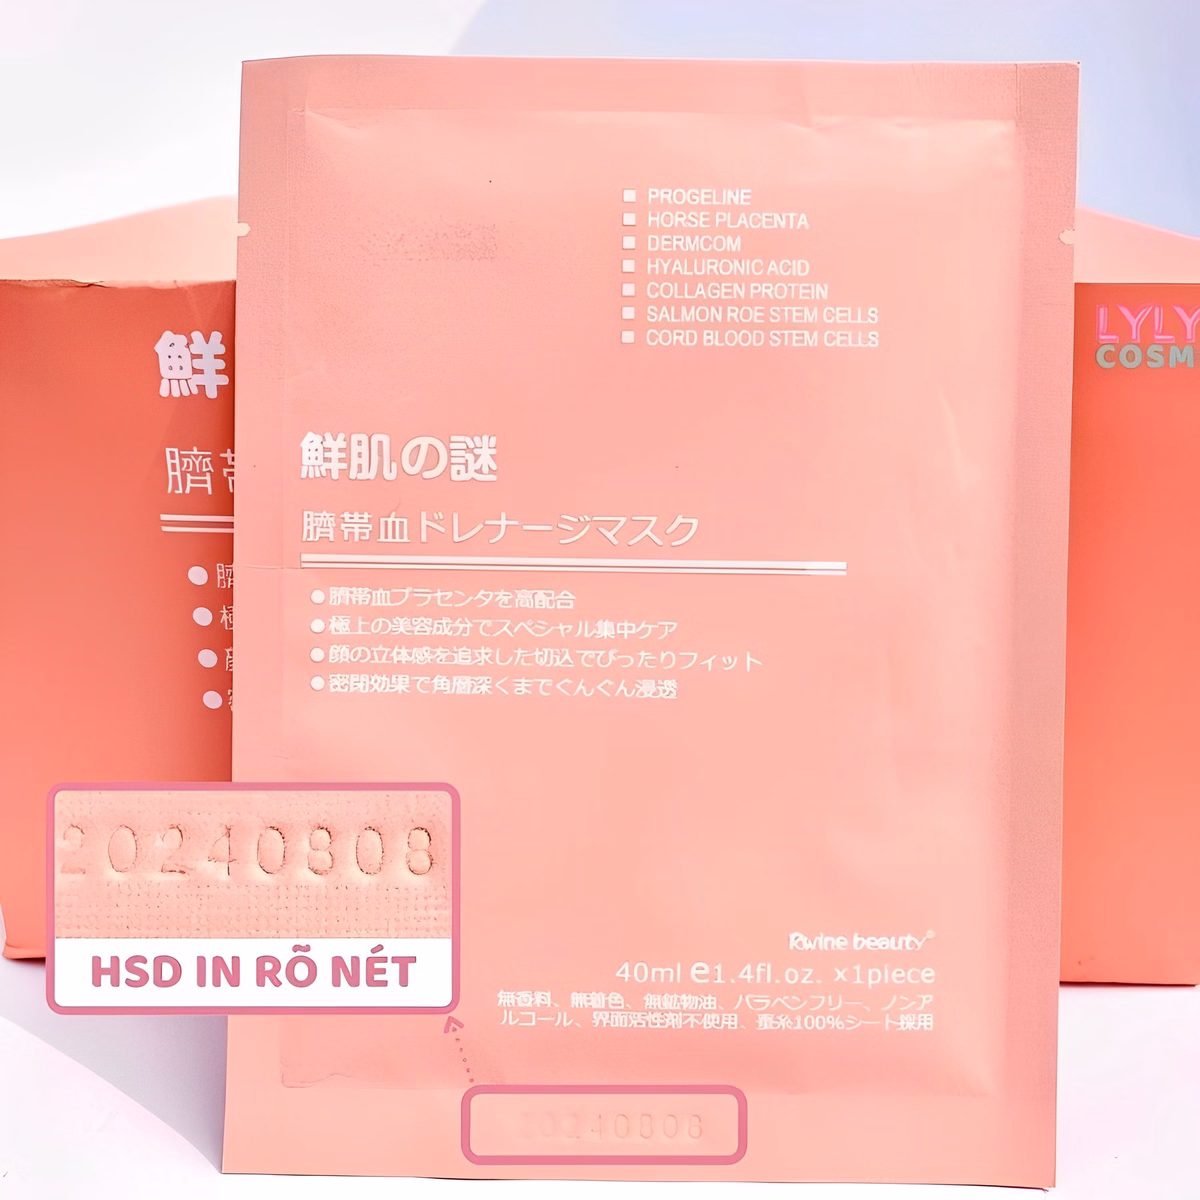 PROGELINE
HORSE PLACENTA
DERMCOM
HYALURONIC ACID
COLLAGEN PROTEIN
SALMON ROE STEM CELLS
CORD BLOOD STEM CELLS
LYLY
COSM
鮮
臍帯
鮮肌の謎
臍帯血ドレナージマスク
●臍帯血プラセンタを高配合
●極上の美容成分でスペシャル集中ケア
●顔の立体感を追求した切込でぴったりフィット
●密閉効果で角層深くまでぐんぐん浸透
20240808
HSD IN RÕ NÉT
Rwine beauty®
40ml e1.4fl.oz. x1piece
無香料、無着色、無鉱物油、パラベンフリー、ノンア
ルコール、界面活性剤不使用、蚕糸100%シート採用
20240808